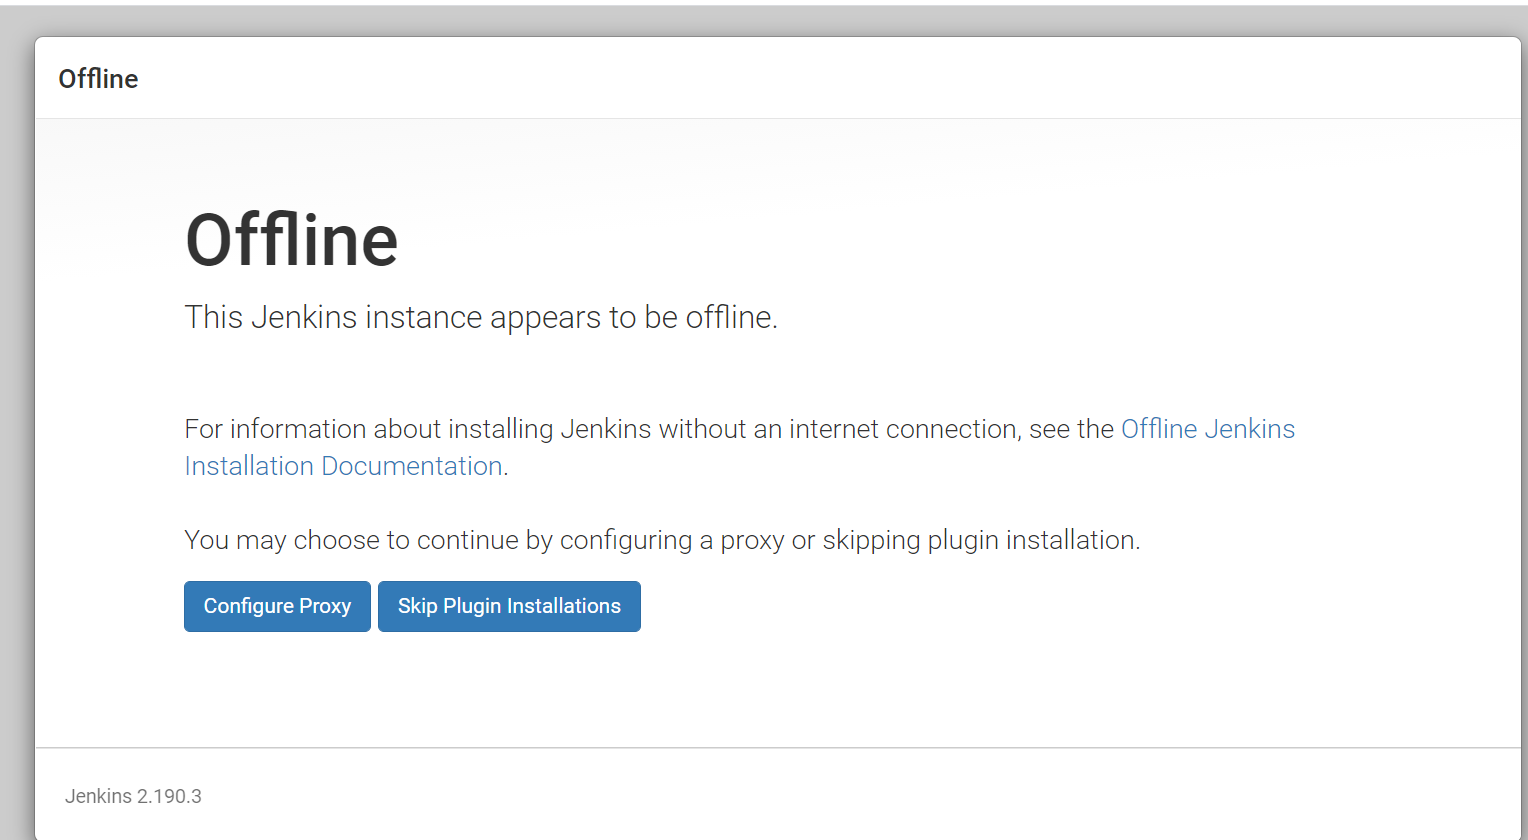 Offline
Offline
This Jenkins instance appears to be offline.
For information about installing Jenkins without an internet connection, see the Offline Jenkins
Installation Documentation.
You may choose to continue by configuring a proxy or skipping plugin installation.
Configure Proxy Skip Plugin Installations
Jenkins 2.190.3